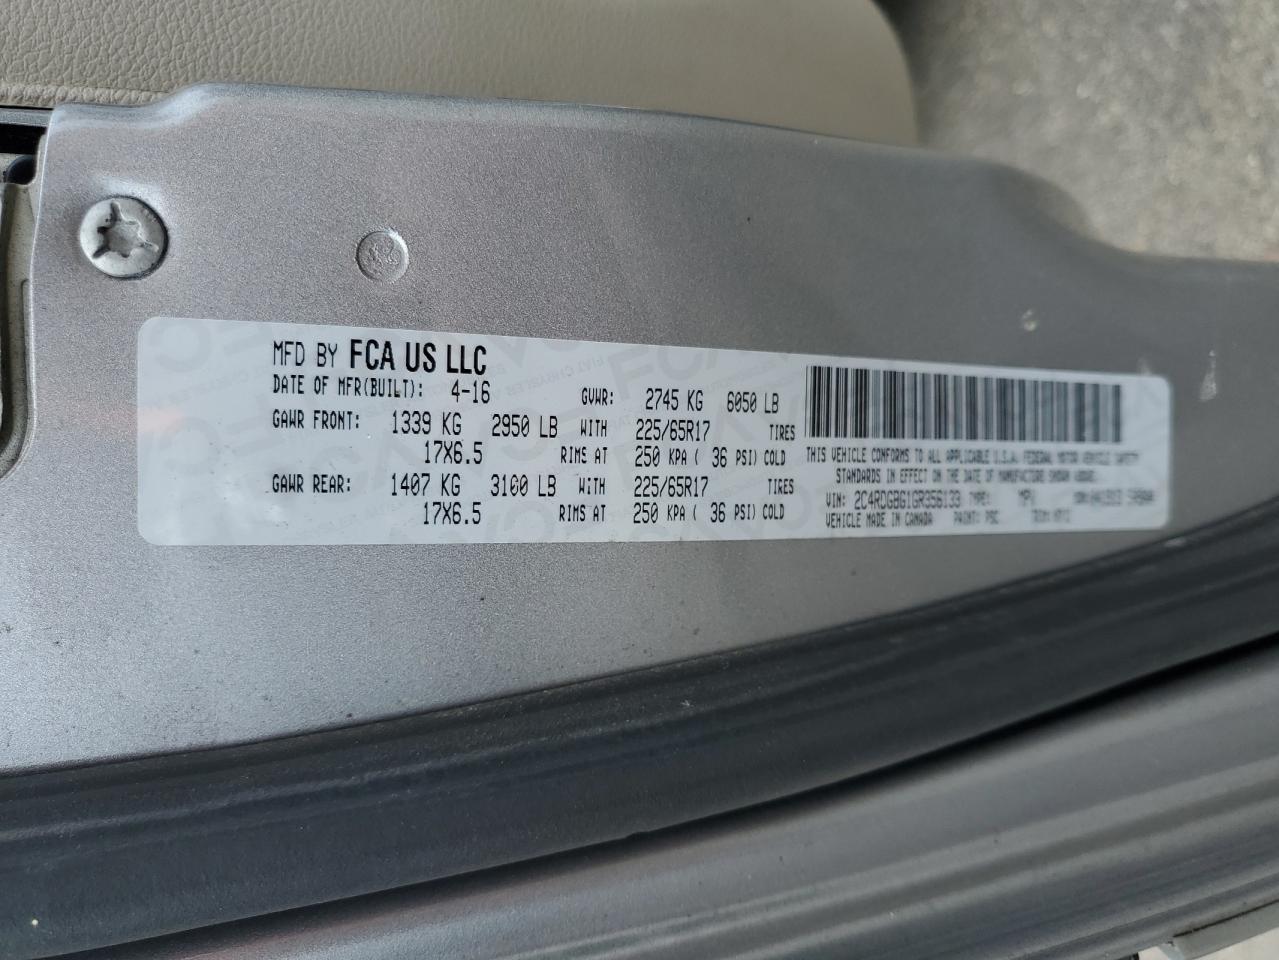 MFD BY FCA US LLC
DATE OF MFR(BUILT): 4-16 GVWR: 2745 KG 6050 LB
GAWR FRONT: 1339 KG 2950 LB WITH 225/65R17 TIRES
17X6.5 RIMS AT 250 KPA ( 36 PSI) COLD
GAWR REAR: 1407 KG 3100 LB WITH 225/65R17 TIRES
17X6.5 RIMS AT 250 KPA ( 36 PSI) COLD
THIS VEHICLE CONFORMS TO ALL APPLICABLE U.S.A. FEDERAL MOTOR VEHICLE SAFETY
STANDARDS IN EFFECT ON THE DATE OF MANUFACTURE SHOWN ABOVE.
VIN: 2C4RDGBG1GR356133 TYPE: MPV
VEHICLE MADE IN CANADA PAINT: PSC TRIM: